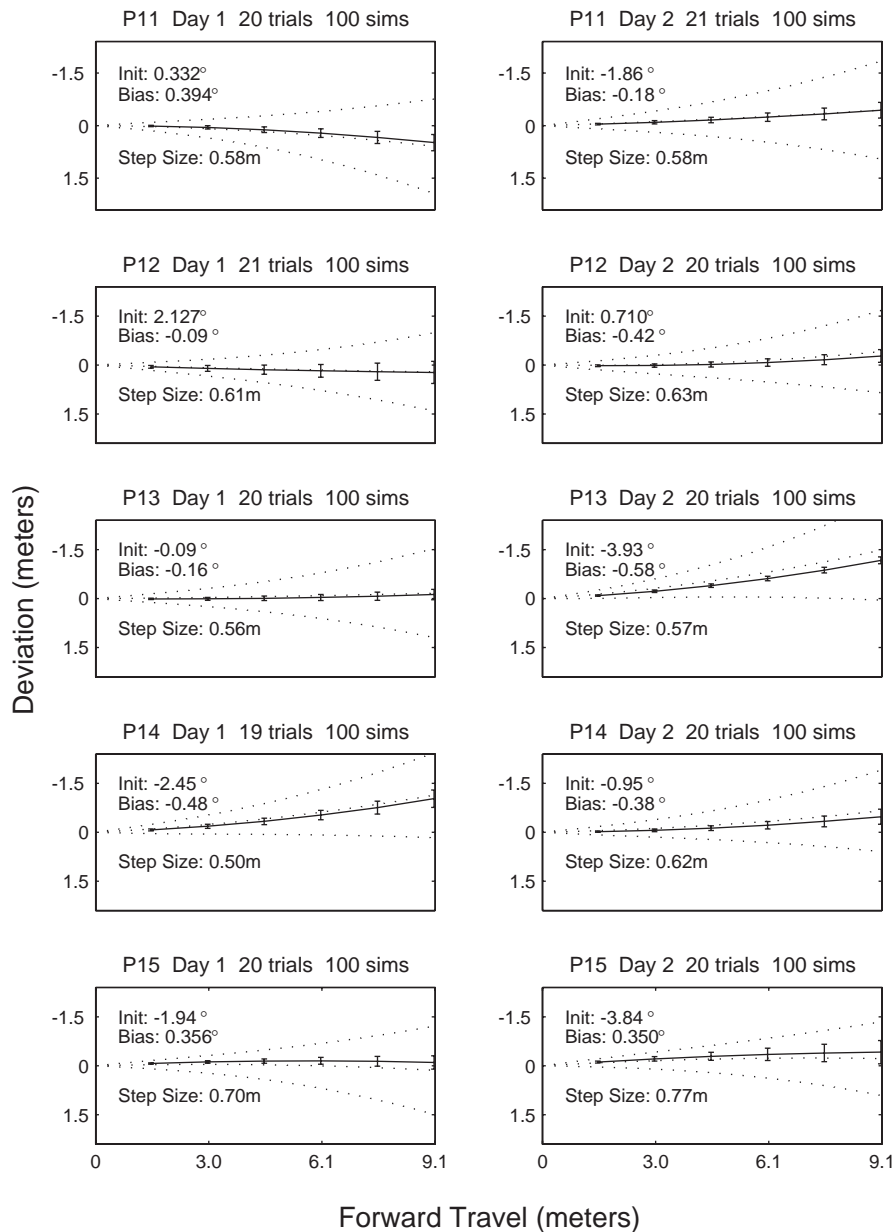 P11 Day 1 20 trials 100 sims
-1.5
0
1.5
Init: 0.332°
Bias: 0.394°
Step Size: 0.58m
P11 Day 2 21 trials 100 sims
-1.5
0
1.5
Init: -1.86 °
Bias: -0.18 °
Step Size: 0.58m
P12 Day 1 21 trials 100 sims
-1.5
0
1.5
Init: 2.127°
Bias: -0.09 °
Step Size: 0.61m
P12 Day 2 20 trials 100 sims
-1.5
0
1.5
Init: 0.710°
Bias: -0.42 °
Step Size: 0.63m
Deviation (meters)
P13 Day 1 20 trials 100 sims
-1.5
0
1.5
Init: -0.09 °
Bias: -0.16 °
Step Size: 0.56m
P13 Day 2 20 trials 100 sims
-1.5
0
1.5
Init: -3.93 °
Bias: -0.58 °
Step Size: 0.57m
P14 Day 1 19 trials 100 sims
-1.5
0
1.5
Init: -2.45 °
Bias: -0.48 °
Step Size: 0.50m
P14 Day 2 20 trials 100 sims
-1.5
0
1.5
Init: -0.95 °
Bias: -0.38 °
Step Size: 0.62m
P15 Day 1 20 trials 100 sims
-1.5
0
1.5
Init: -1.94 °
Bias: 0.356°
Step Size: 0.70m
0 3.0 6.1 9.1
P15 Day 2 20 trials 100 sims
-1.5
0
1.5
Init: -3.84 °
Bias: 0.350°
Step Size: 0.77m
0 3.0 6.1 9.1
Forward Travel (meters)